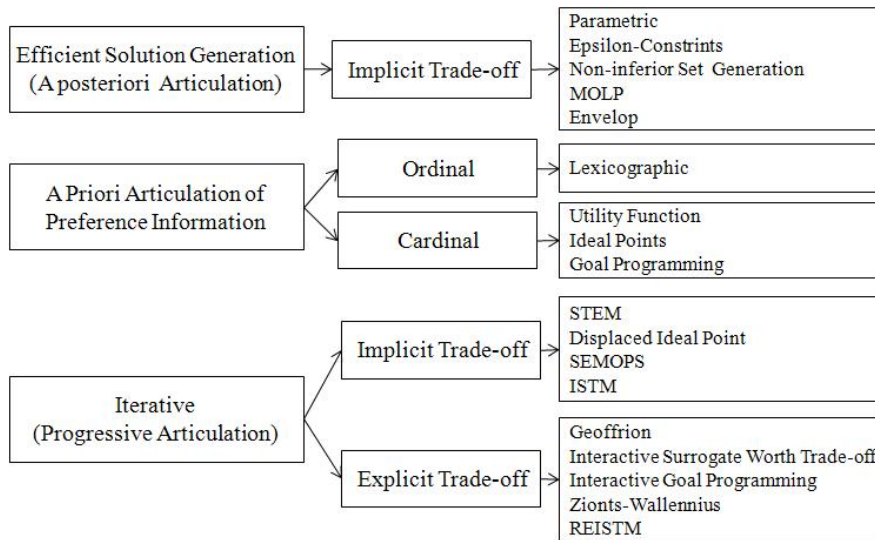 Efficient Solution Generation
(A posteriori Articulation)
Implicit Trade-off
Parametric
Epsilon-Constrints
Non-inferior Set Generation
MOLP
Envelop
A Priori Articulation of
Preference Information
Ordinal
Lexicographic
Cardinal
Utility Function
Ideal Points
Goal Programming
Iterative
(Progressive Articulation)
Implicit Trade-off
STEM
Displaced Ideal Point
SEMOPS
ISTM
Explicit Trade-off
Geoffrion
Interactive Surrogate Worth Trade-off
Interactive Goal Programming
Zionts-Wallennius
REISTM